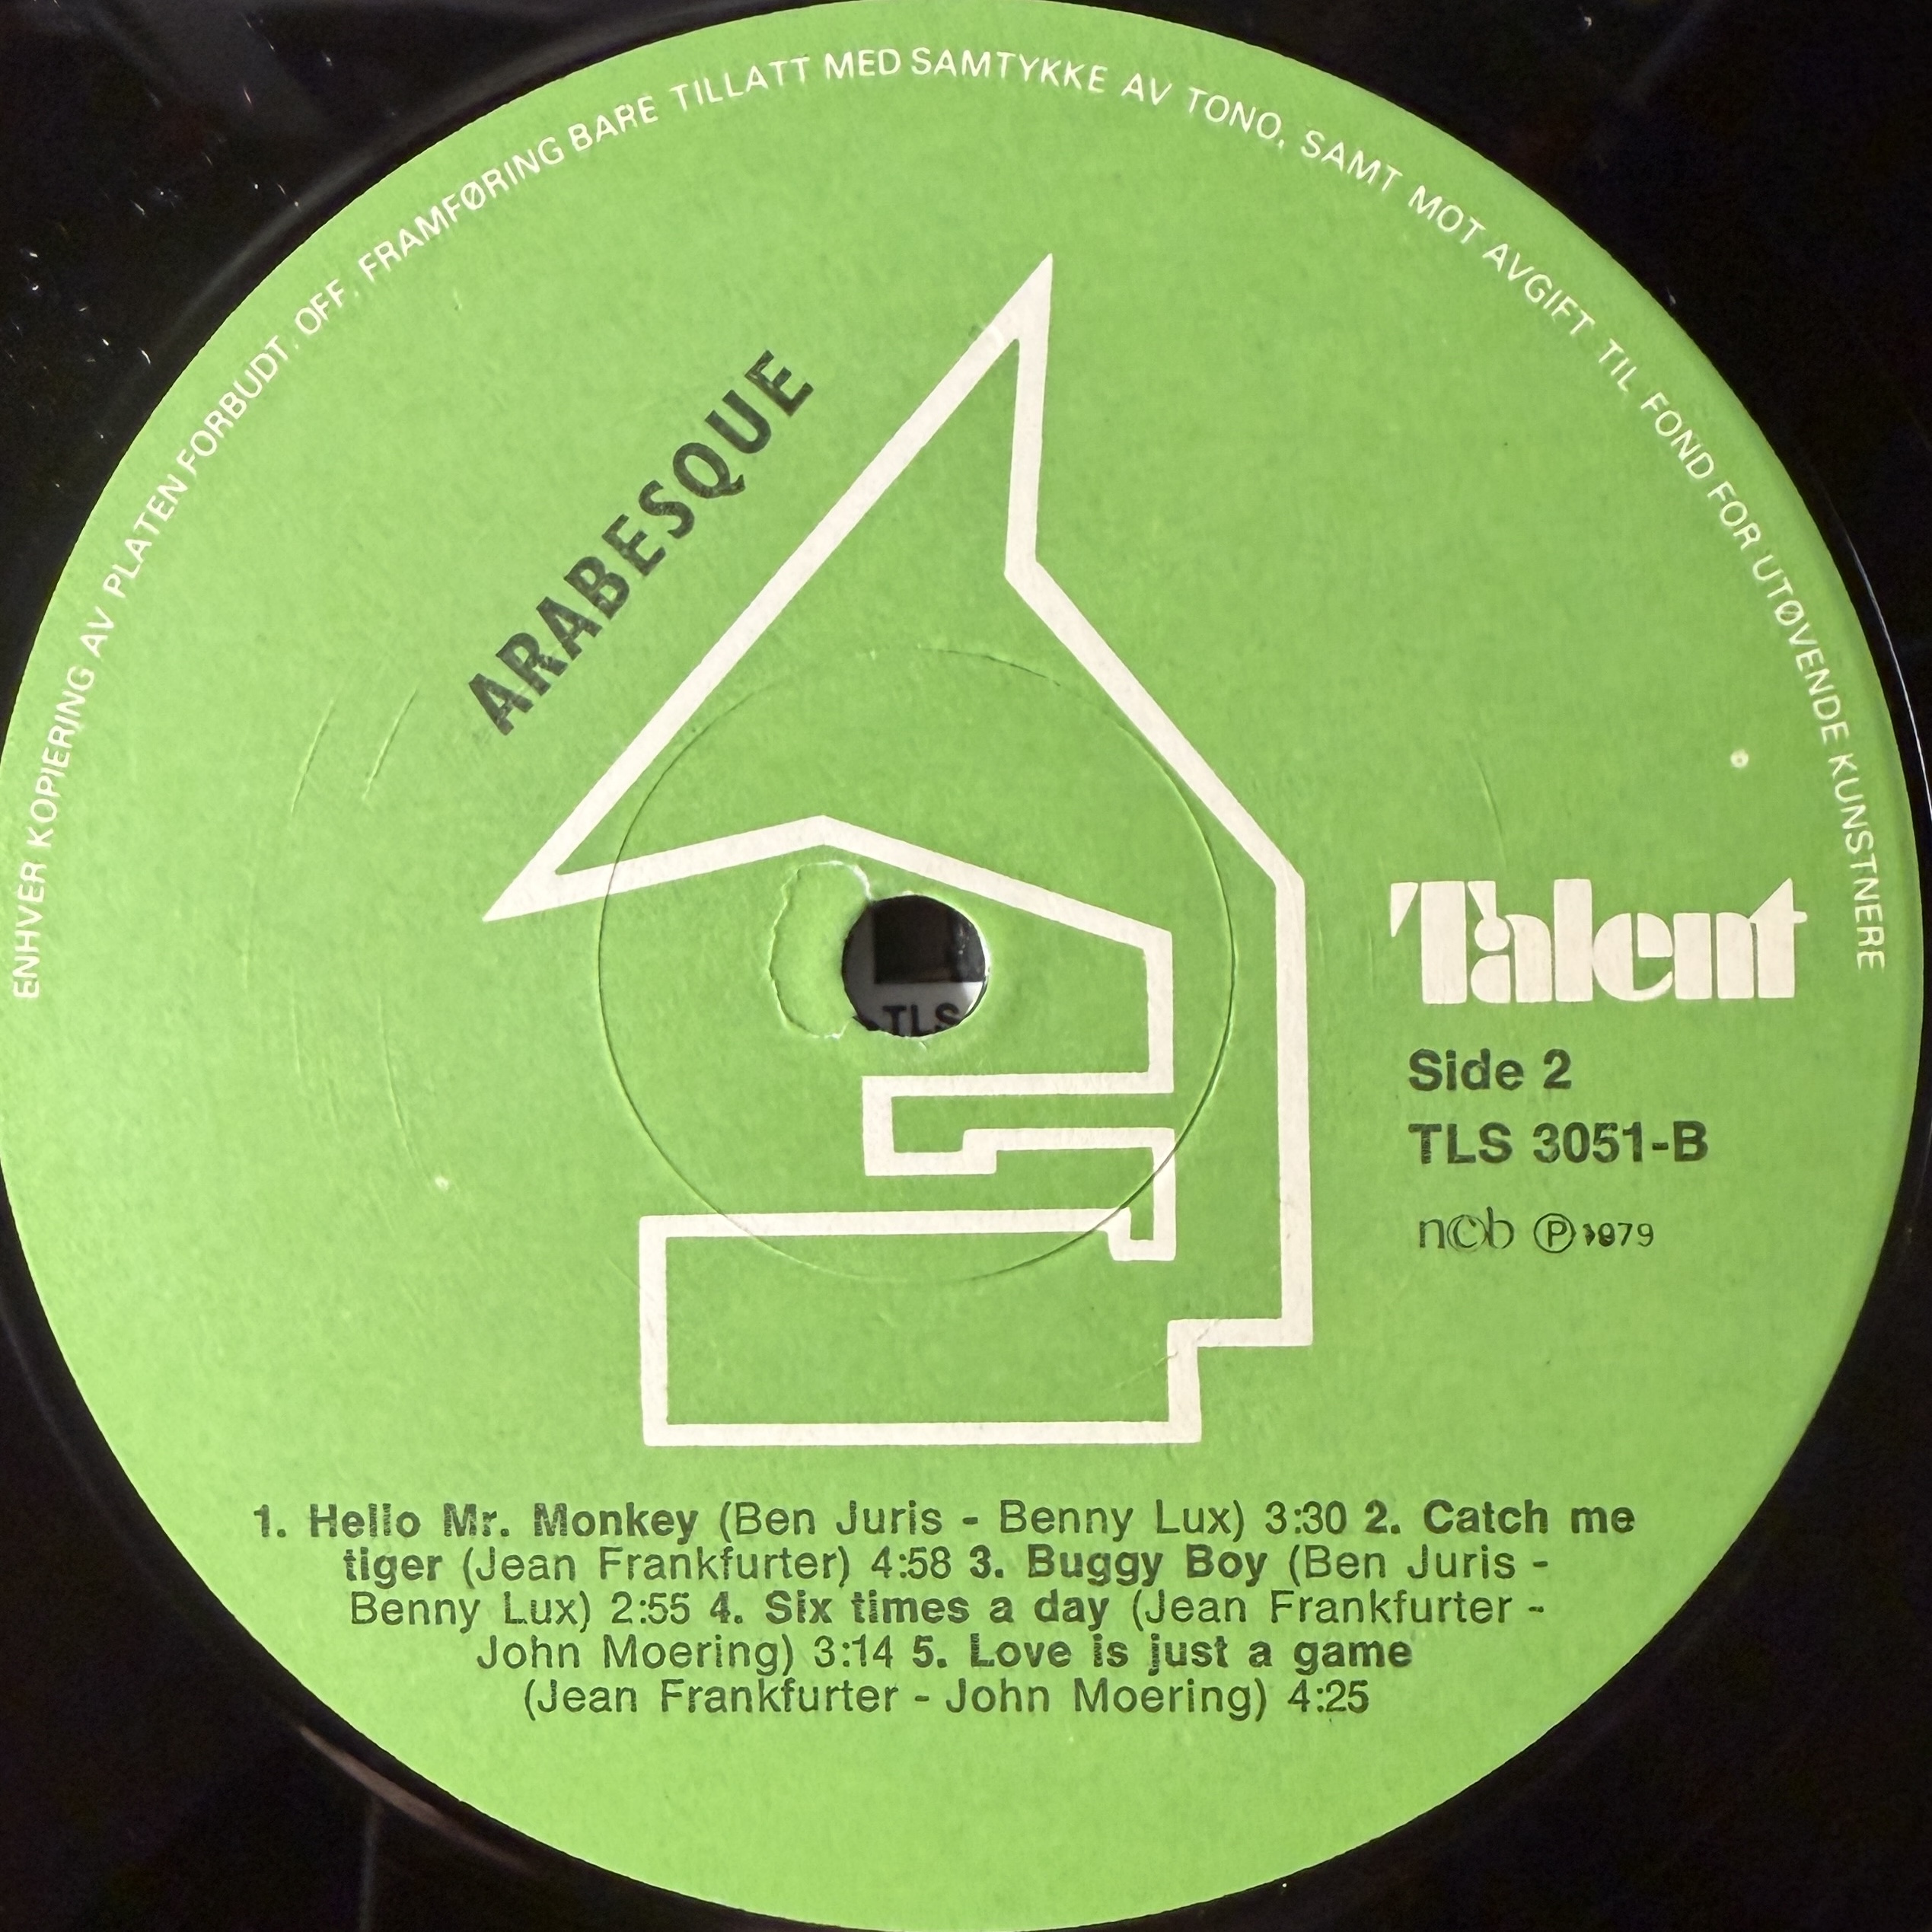 ENHVER KOPIERING AV PLATEN FORBUDT. OFF. FRAMFØRING BARE TILLATT MED SAMTYKKE AV TONO, SAMT MOT AVGIFT TIL FOND FOR UTØVENDE KUNSTNERE
ARABESQUE
Talent
TLS
Side 2
TLS 3051-B
n©b ℗ 1979
1. Hello Mr. Monkey (Ben Juris - Benny Lux) 3:30 2. Catch me
tiger (Jean Frankfurter) 4:58 3. Buggy Boy (Ben Juris -
Benny Lux) 2:55 4. Six times a day (Jean Frankfurter -
John Moering) 3:14 5. Love is just a game
(Jean Frankfurter - John Moering) 4:25